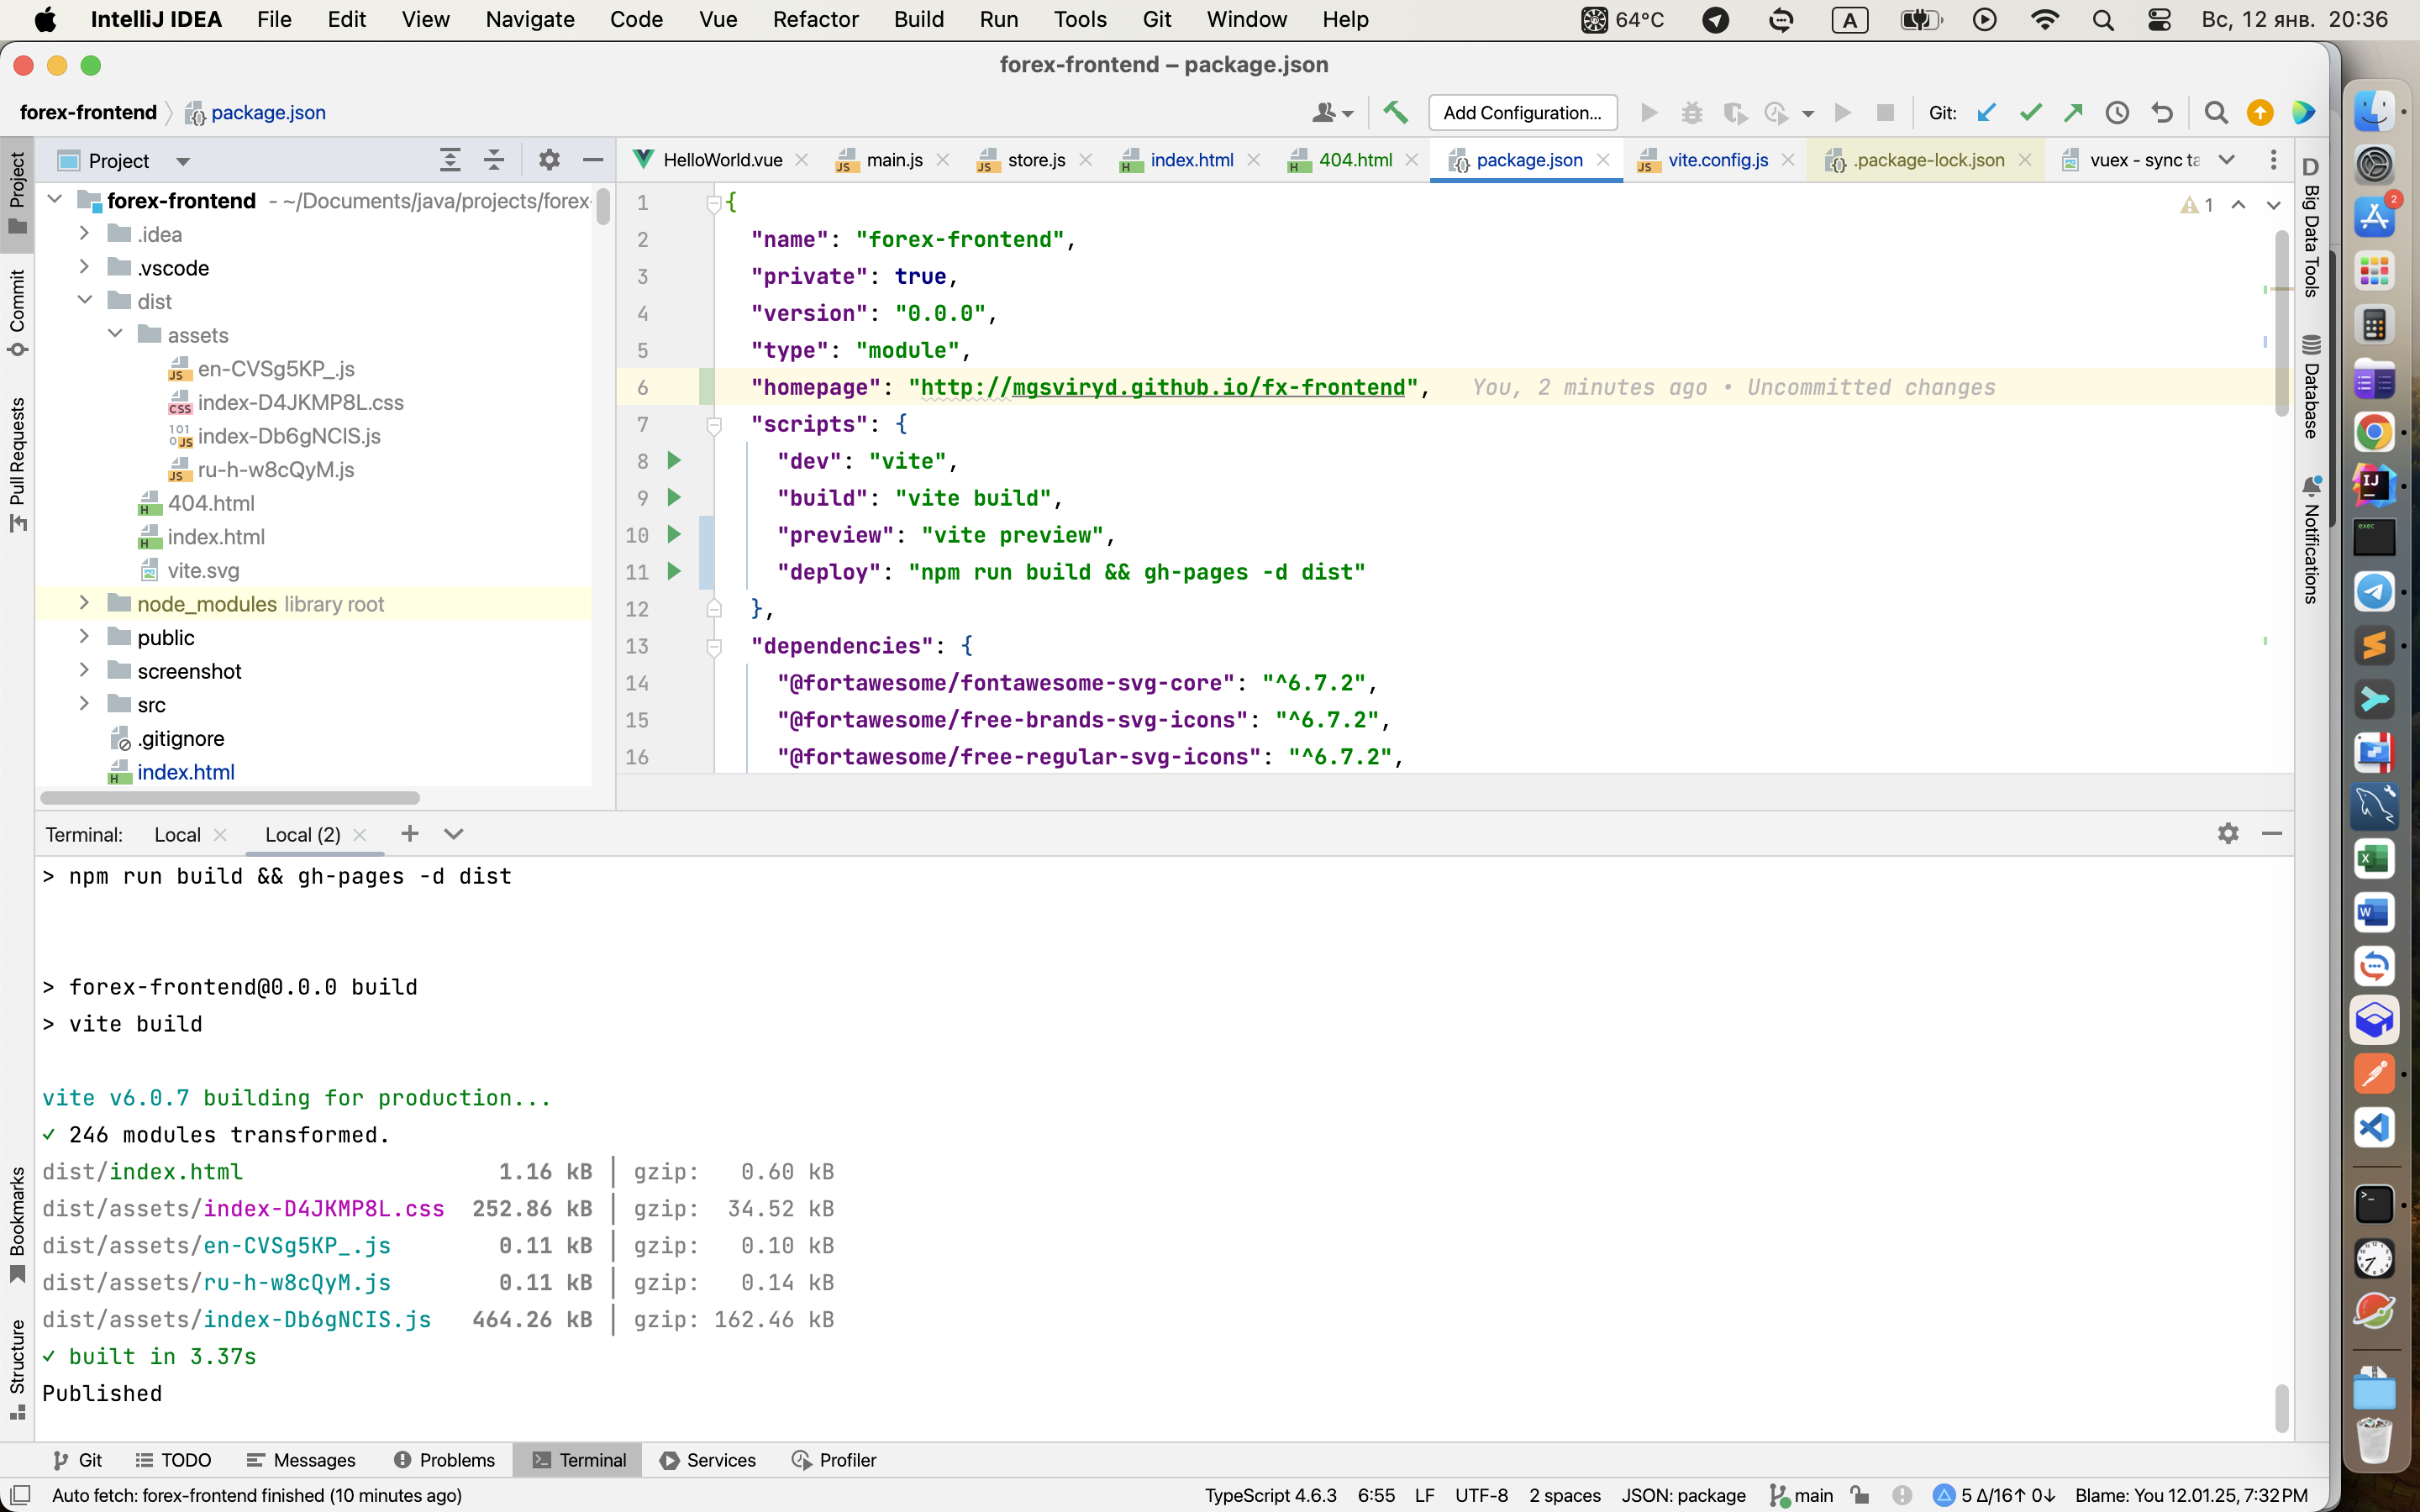 IntelliJ IDEA File Edit View Navigate Code Vue Refactor Build Run Tools Git Window Help 64°C A Вс, 12 янв. 20:36
forex-frontend – package.json
forex-frontend package.json Add Configuration... Git:
Project
HelloWorld.vue main.js store.js index.html 404.html package.json vite.config.js .package-lock.json vuex - sync ta
forex-frontend - ~/Documents/java/projects/forex-
.idea
.vscode
dist
assets
en-CVSg5KP_.js
index-D4JKMP8L.css
index-Db6gNCIS.js
ru-h-w8cQyM.js
404.html
index.html
vite.svg
node_modules library root
public
screenshot
src
.gitignore
index.html
1 {
2 "name": "forex-frontend",
3 "private": true,
4 "version": "0.0.0",
5 "type": "module",
6 "homepage": "http://mgsviryd.github.io/fx-frontend", You, 2 minutes ago • Uncommitted changes
7 "scripts": {
8 "dev": "vite",
9 "build": "vite build",
10 "preview": "vite preview",
11 "deploy": "npm run build && gh-pages -d dist"
12 },
13 "dependencies": {
14 "@fortawesome/fontawesome-svg-core": "^6.7.2",
15 "@fortawesome/free-brands-svg-icons": "^6.7.2",
16 "@fortawesome/free-regular-svg-icons": "^6.7.2",
1
Project
Commit
Pull Requests
Bookmarks
Structure
D
Big Data Tools
Database
Notifications
2
Terminal: Local Local (2)
> npm run build && gh-pages -d dist
> forex-frontend@0.0.0 build
> vite build
vite v6.0.7 building for production...
✓ 246 modules transformed.
dist/index.html 1.16 kB │ gzip: 0.60 kB
dist/assets/index-D4JKMP8L.css 252.86 kB │ gzip: 34.52 kB
dist/assets/en-CVSg5KP_.js 0.11 kB │ gzip: 0.10 kB
dist/assets/ru-h-w8cQyM.js 0.11 kB │ gzip: 0.14 kB
dist/assets/index-Db6gNCIS.js 464.26 kB │ gzip: 162.46 kB
✓ built in 3.37s
Published
Git TODO Messages Problems Terminal Services Profiler
Auto fetch: forex-frontend finished (10 minutes ago) TypeScript 4.6.3 6:55 LF UTF-8 2 spaces JSON: package main 5 Δ/16↑ 0↓ Blame: You 12.01.25, 7:32 PM